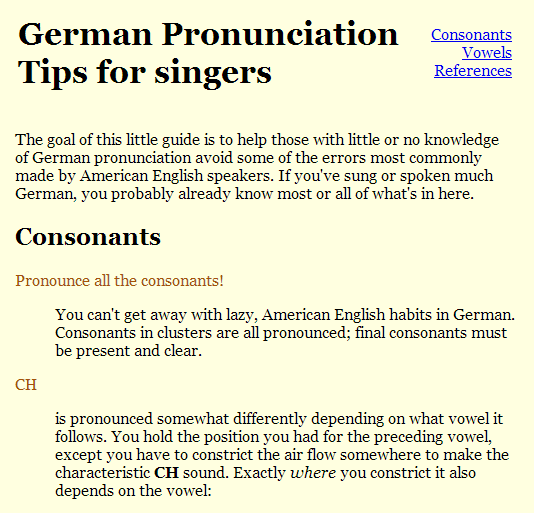 German Pronunciation
Tips for singers
Consonants
Vowels
References
The goal of this little guide is to help those with little or no knowledge
of German pronunciation avoid some of the errors most commonly
made by American English speakers. If you've sung or spoken much
German, you probably already know most or all of what's in here.
Consonants
Pronounce all the consonants!
You can't get away with lazy, American English habits in German.
Consonants in clusters are all pronounced; final consonants must
be present and clear.
CH
is pronounced somewhat differently depending on what vowel it
follows. You hold the position you had for the preceding vowel,
except you have to constrict the air flow somewhere to make the
characteristic CH sound. Exactly where you constrict it also
depends on the vowel: